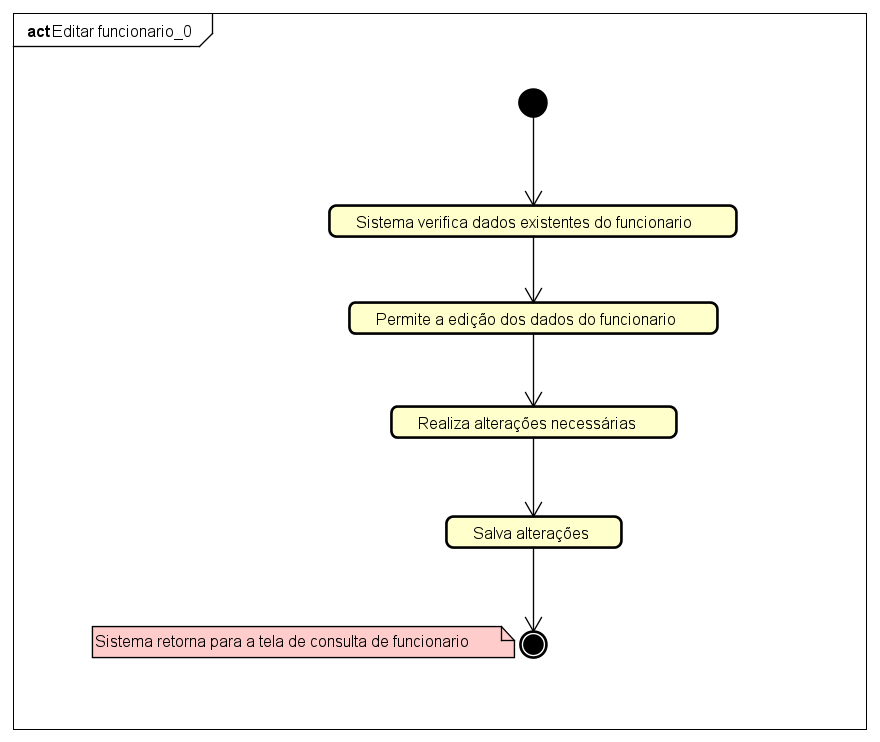 act Editar funcionario_0
Sistema verifica dados existentes do funcionario
Permite a edição dos dados do funcionario
Realiza alterações necessárias
Salva alterações
Sistema retorna para a tela de consulta de funcionario